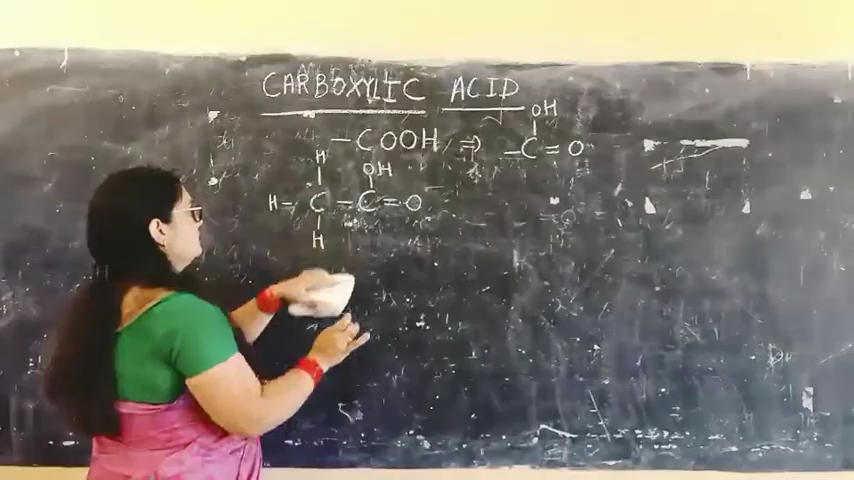 CARBOXYLIC ACID
OH
-COOH ⇒ -C=O
H OH
H-C-C=O
H